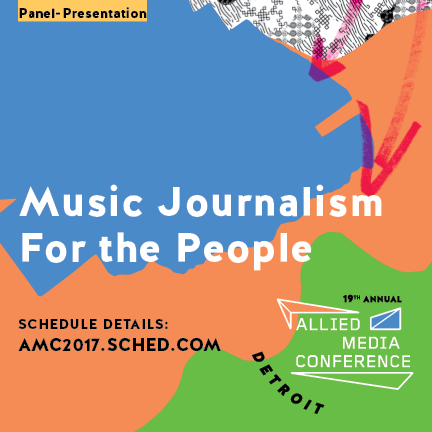 Panel- Presentation
Music Journalism
For the People
SCHEDULE DETAILS:
AMC2017.SCHED.COM
19TH ANNUAL
ALLIED
MEDIA
CONFERENCE
DETROIT